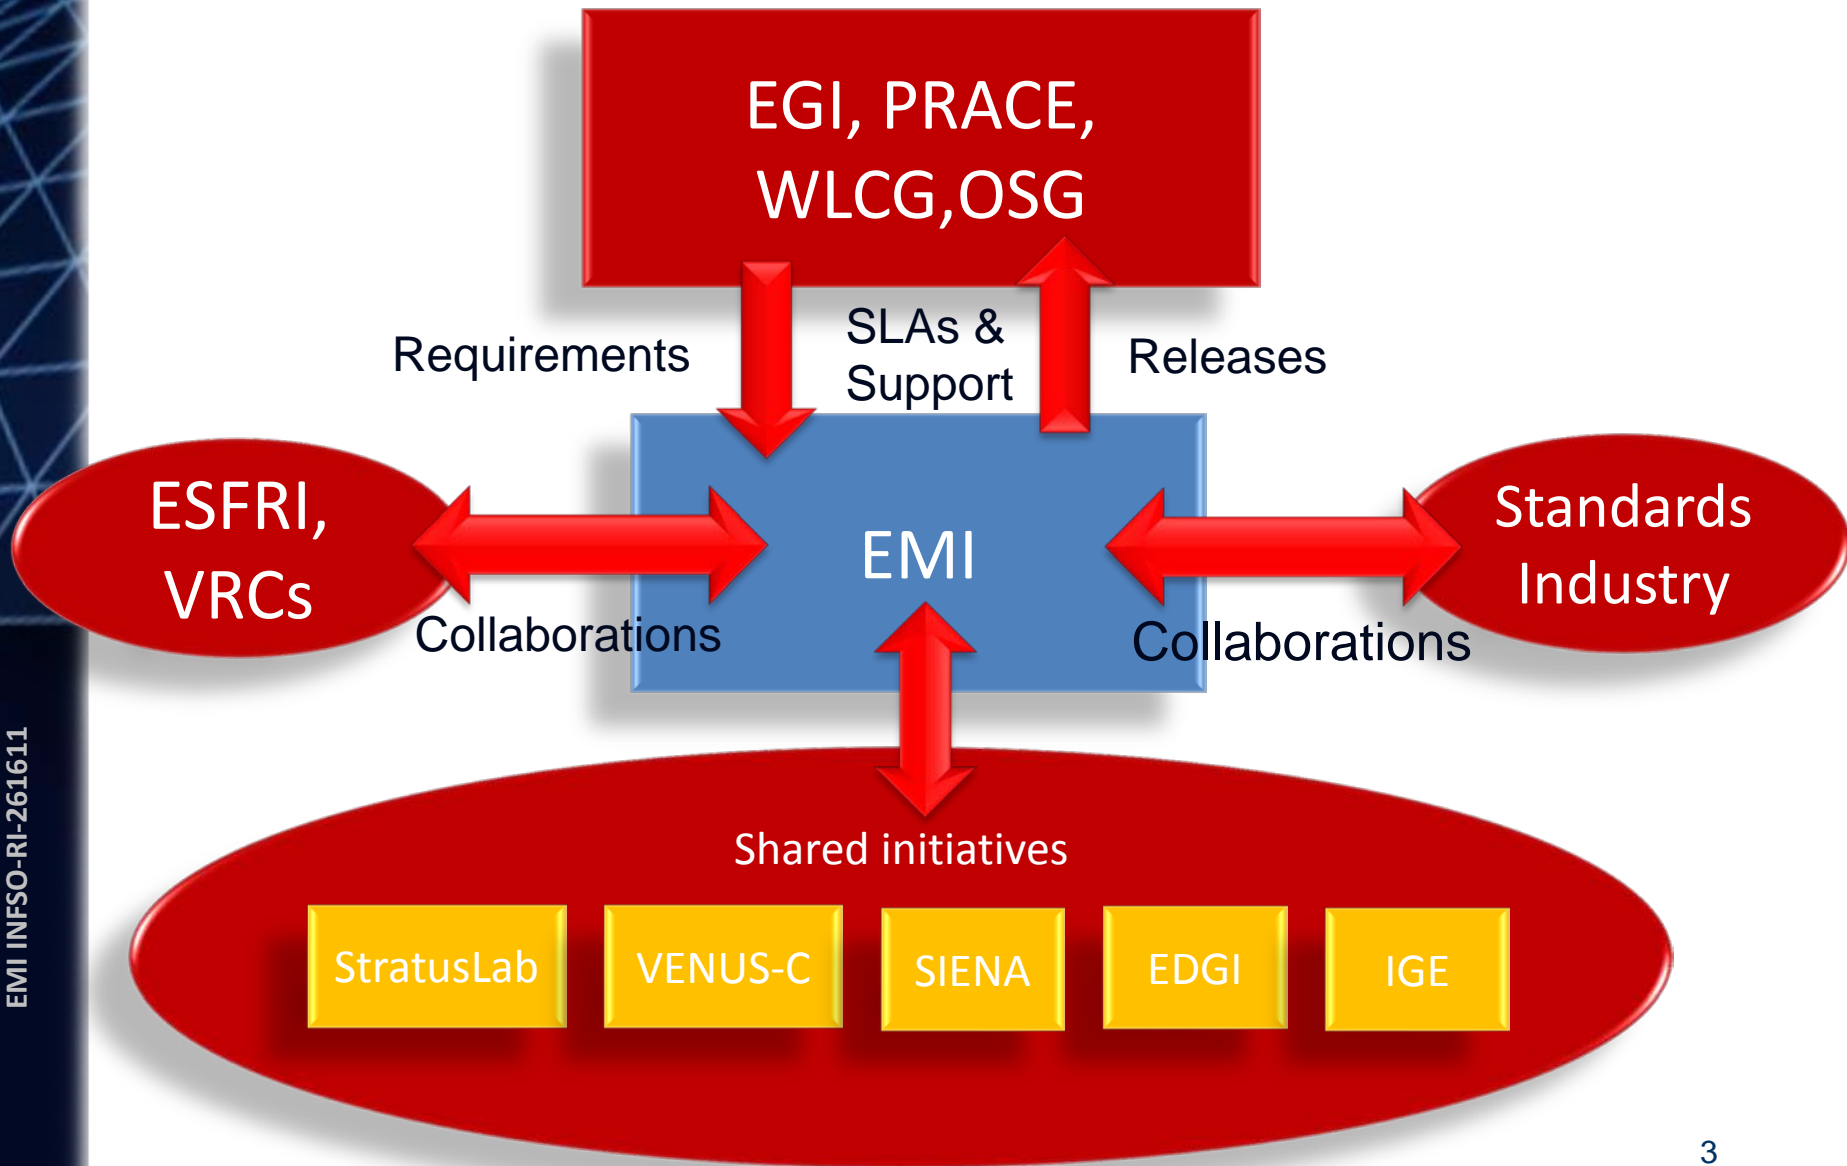 EGI, PRACE,
WLCG,OSG
Requirements
SLAs &
Support
Releases
ESFRI,
VRCs
EMI
Standards
Industry
Collaborations
Collaborations
Shared initiatives
StratusLab
VENUS-C
SIENA
EDGI
IGE
EMI INFSO-RI-261611
3